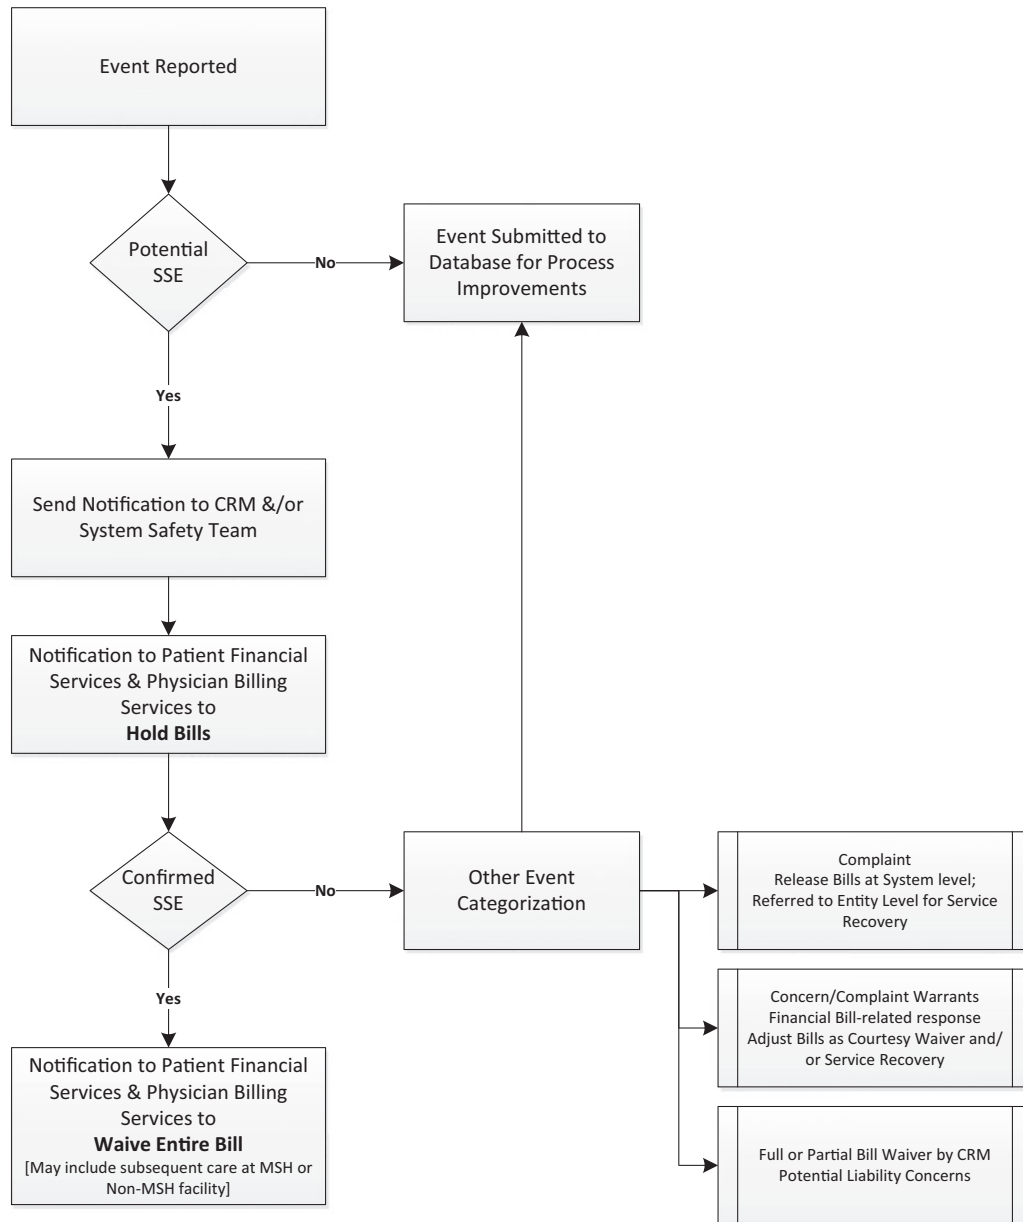 Event Reported
Potential
SSE
No
Event Submitted to
Database for Process
Improvements
Yes
Send Notification to CRM &/or
System Safety Team
Notification to Patient Financial
Services & Physician Billing
Services to
Hold Bills
Confirmed
SSE
No
Other Event
Categorization
Complaint
Release Bills at System level;
Referred to Entity Level for Service
Recovery
Concern/Complaint Warrants
Financial Bill-related response
Adjust Bills as Courtesy Waiver and/
or Service Recovery
Full or Partial Bill Waiver by CRM
Potential Liability Concerns
Yes
Notification to Patient Financial
Services & Physician Billing
Services to
Waive Entire Bill
[May include subsequent care at MSH or
Non-MSH facility]